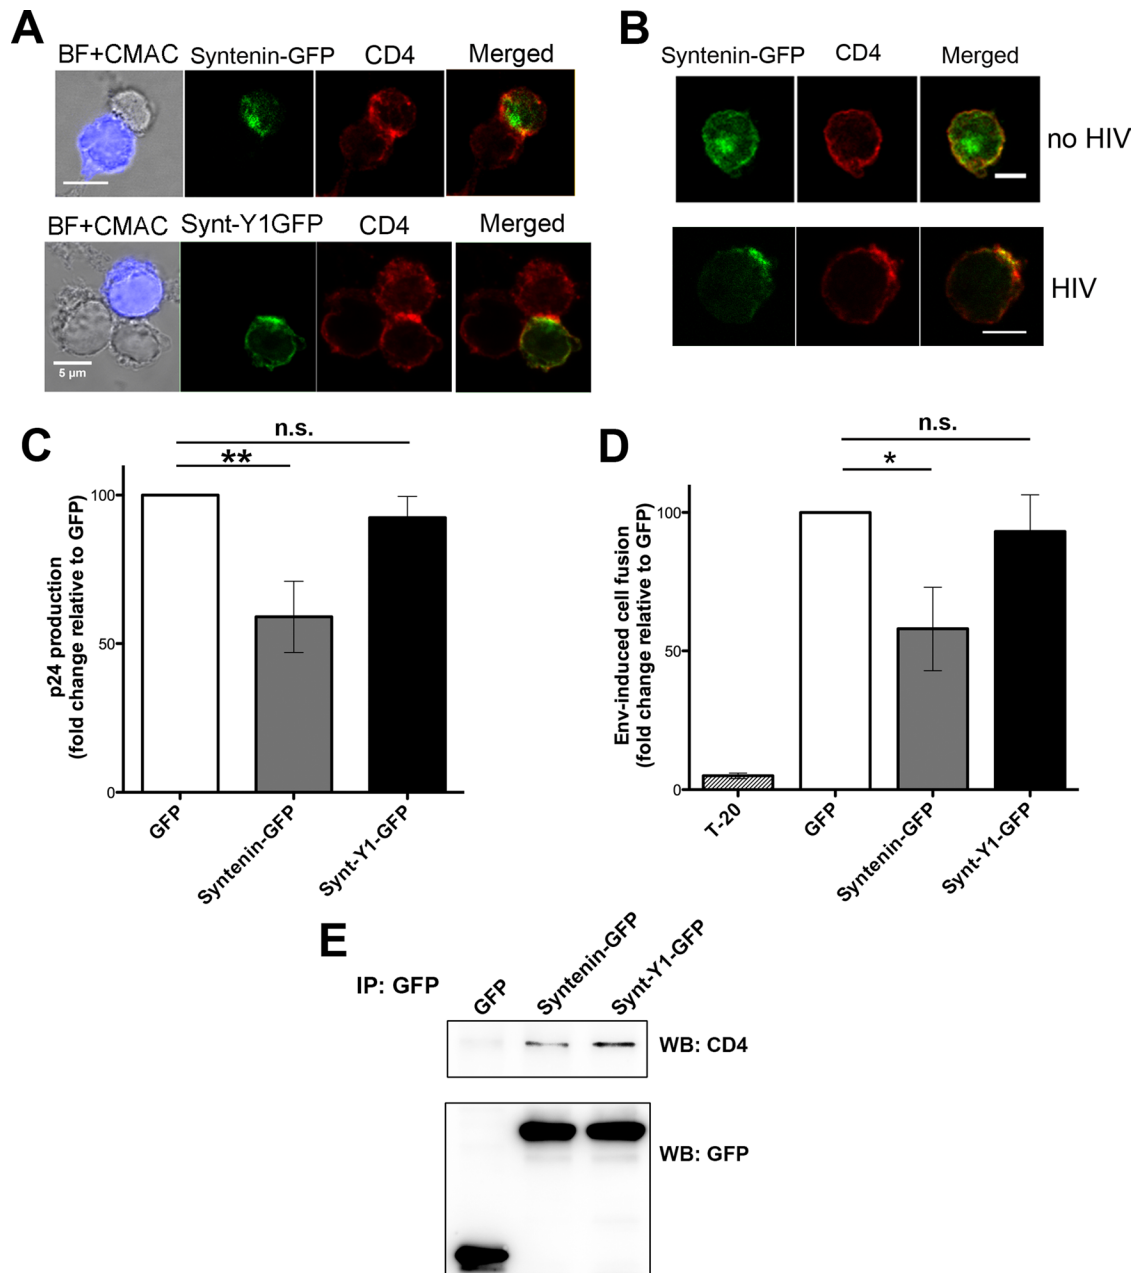 A
BF+CMAC Syntenin-GFP CD4 Merged
BF+CMAC Synt-Y1GFP CD4 Merged
5 µm
B
Syntenin-GFP CD4 Merged
no HIV
HIV
C
n.s.
**
p24 production
(fold change relative to GFP)
100
50
0
GFP
Syntenin-GFP
Synt-Y1-GFP
D
n.s.
*
Env-induced cell fusion
(fold change relative to GFP)
100
50
0
T-20
GFP
Syntenin-GFP
Synt-Y1-GFP
E
IP: GFP
GFP
Syntenin-GFP
Synt-Y1-GFP
WB: CD4
WB: GFP